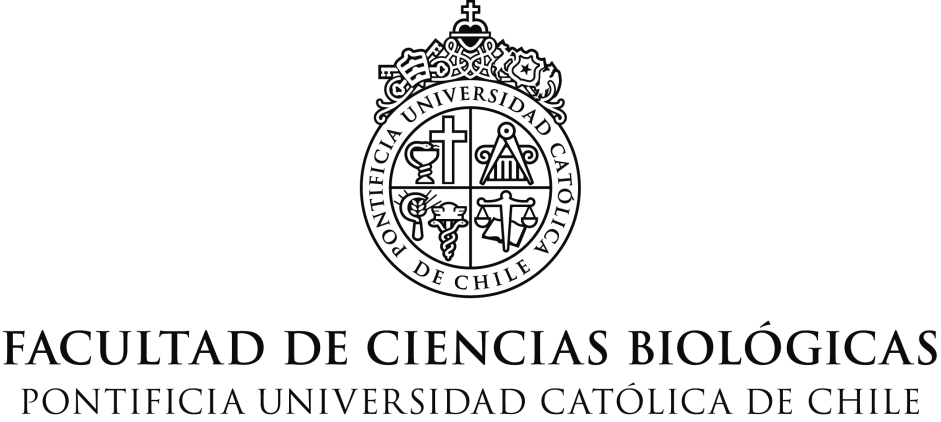 PONTIFICIA UNIVERSIDAD CATÓLICA DE CHILE
FACULTAD DE CIENCIAS BIOLÓGICAS
PONTIFICIA UNIVERSIDAD CATÓLICA DE CHILE